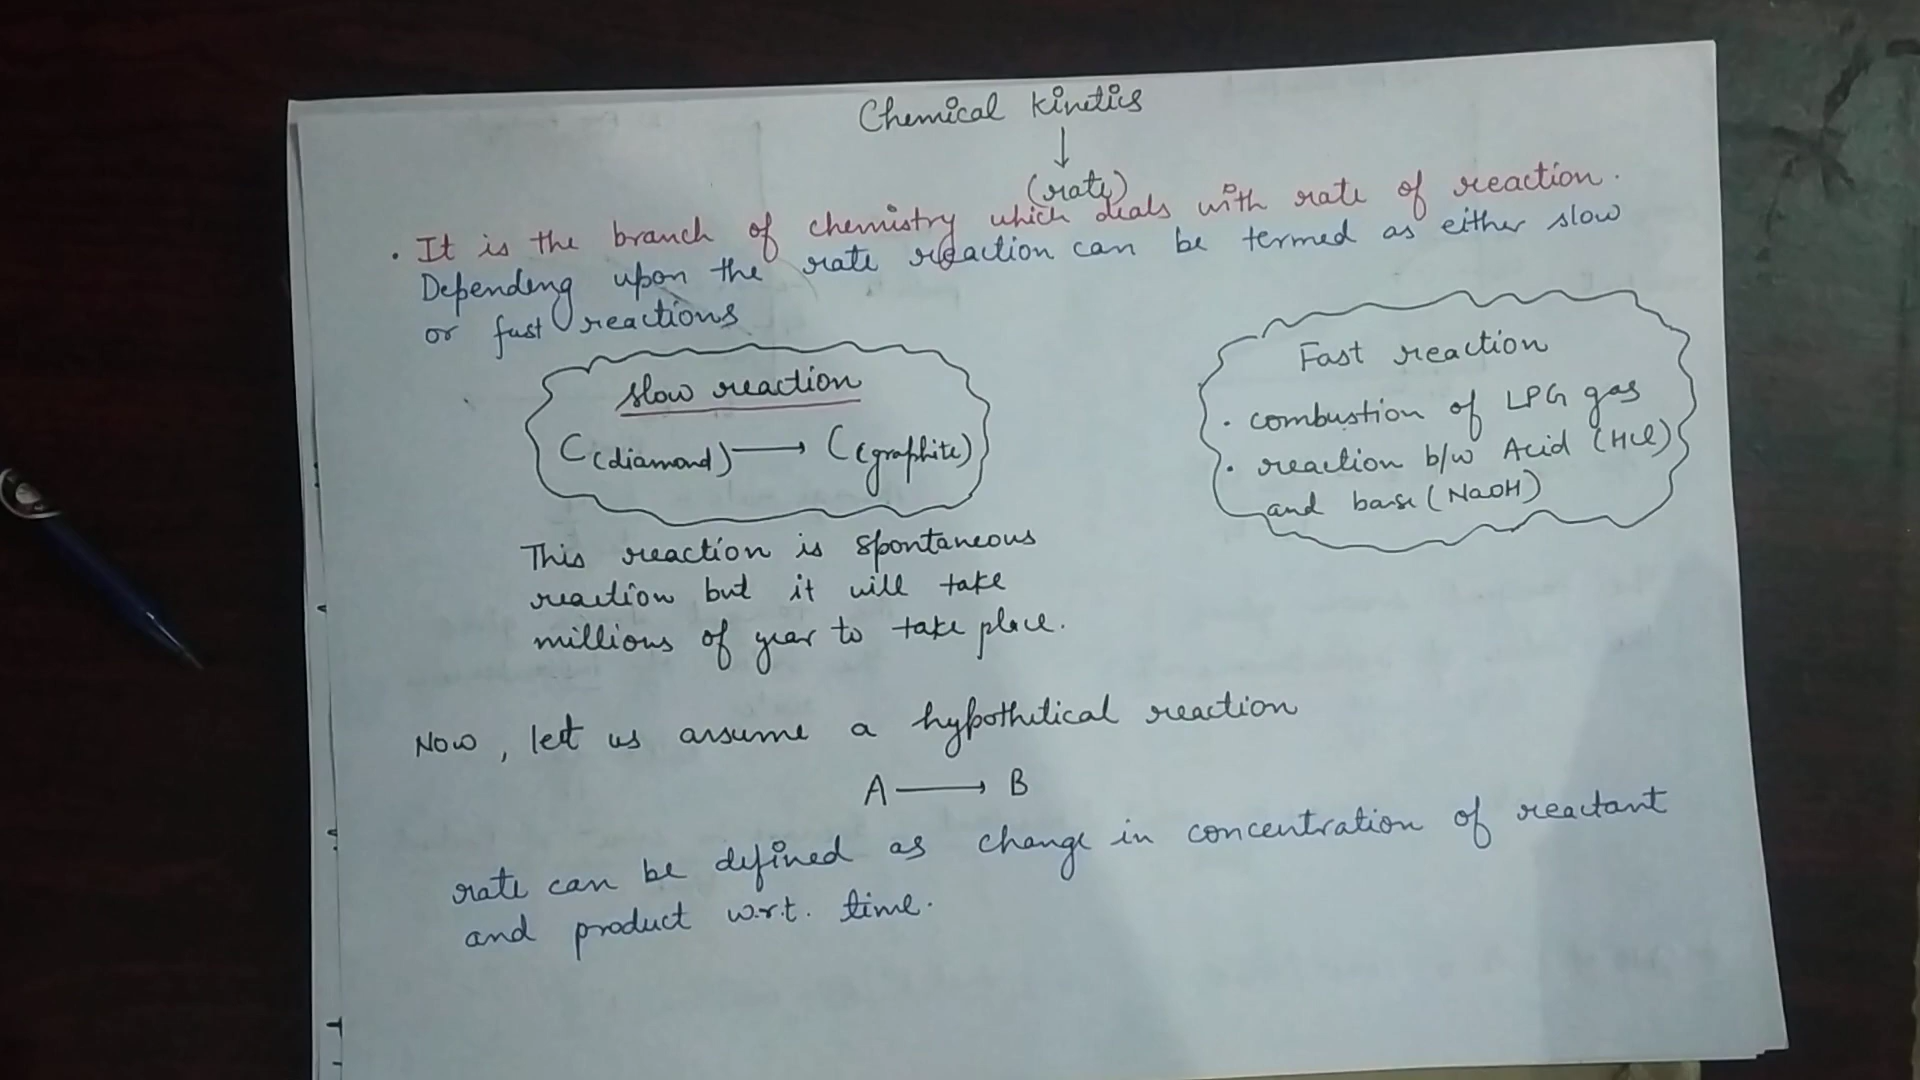 Chemical Kinetics
↓
(rate)
• It is the branch of chemistry which deals with rate of reaction.
Depending upon the rate reaction can be termed as either slow
or fast reactions
slow reaction
C(diamond) → C(graphite)
Fast reaction
• combustion of LPG gas
• reaction b/w Acid (HCl)
and base (NaOH)
This reaction is spontaneous
reaction but it will take
millions of year to take place.
Now, let us assume a hypothitical reaction
A → B
rate can be defined as change in concentration of reactant
and product w.r.t. time.